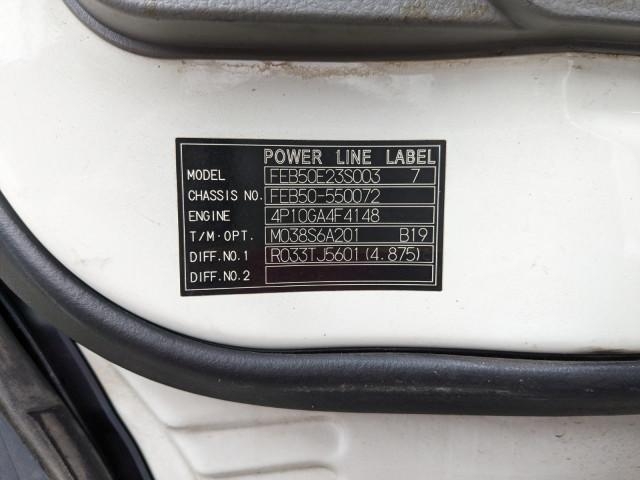 POWER LINE LABEL
MODEL FEB50E23S003 7
CHASSIS NO. FEB50-550072
ENGINE 4P10GA4F4148
T/M·OPT. M038S6A201 B19
DIFF.NO.1 R033TJ5601(4.875)
DIFF.NO.2